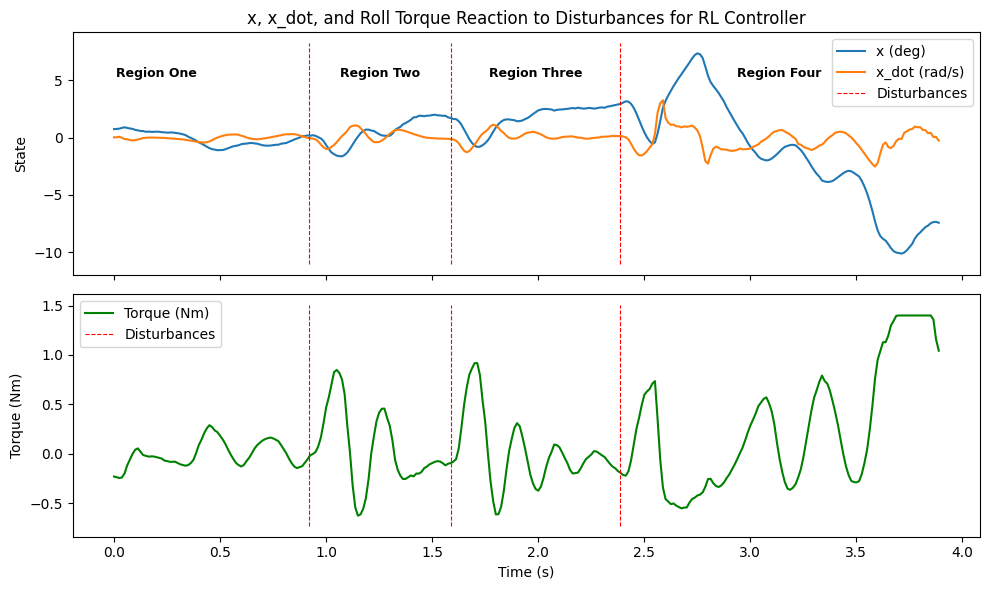 x, x_dot, and Roll Torque Reaction to Disturbances for RL Controller
Region One
Region Two
Region Three
Region Four
x (deg)
x_dot (rad/s)
Disturbances
State
5
0
−5
−10
Torque (Nm)
Disturbances
Torque (Nm)
1.5
1.0
0.5
0.0
−0.5
0.0
0.5
1.0
1.5
2.0
2.5
3.0
3.5
4.0
Time (s)